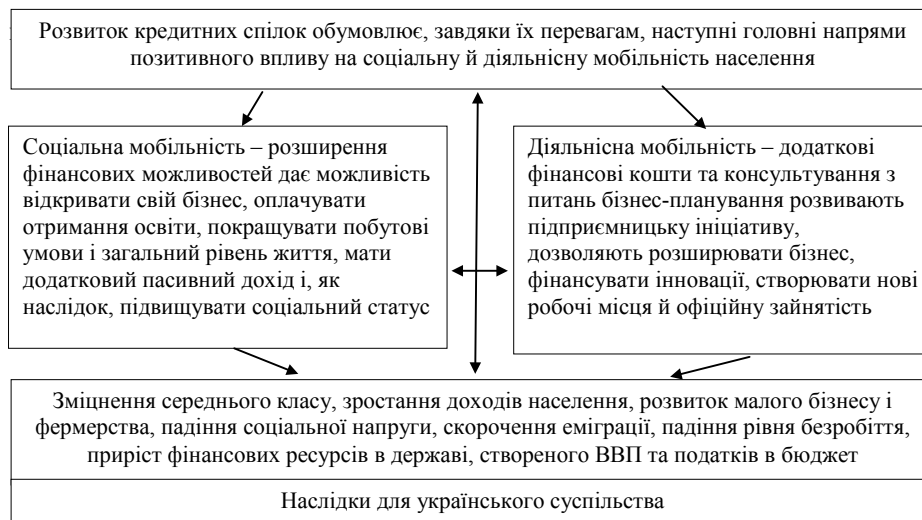 Розвиток кредитних спілок обумовлює, завдяки їх перевагам, наступні головні напрями
позитивного впливу на соціальну й діяльнісну мобільність населення
Соціальна мобільність – розширення
фінансових можливостей дає можливість
відкривати свій бізнес, оплачувати
отримання освіти, покращувати побутові
умови і загальний рівень життя, мати
додатковий пасивний дохід і, як
наслідок, підвищувати соціальний статус
Діяльнісна мобільність – додаткові
фінансові кошти та консультування з
питань бізнес-планування розвивають
підприємницьку ініціативу,
дозволяють розширювати бізнес,
фінансувати інновації, створювати нові
робочі місця й офіційну зайнятість
Зміцнення середнього класу, зростання доходів населення, розвиток малого бізнесу і
фермерства, падіння соціальної напруги, скорочення еміграції, падіння рівня безробіття,
приріст фінансових ресурсів в державі, створеного ВВП та податків в бюджет
Наслідки для українського суспільства